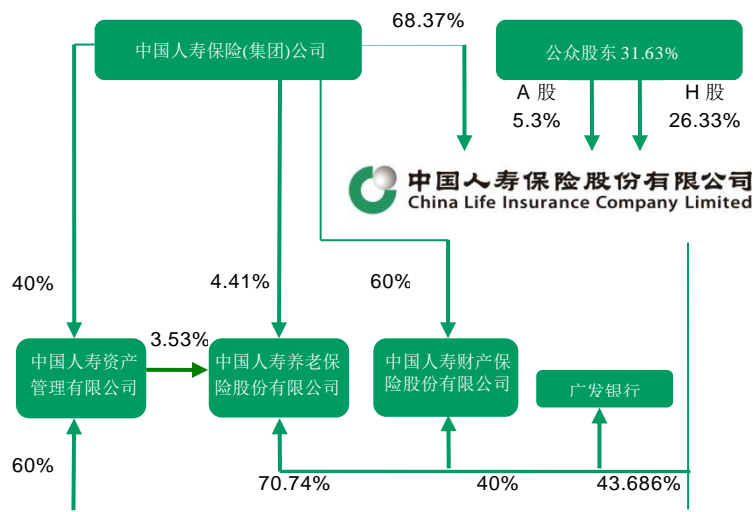 68.37%
中国人寿保险(集团)公司
公众股东31.63%
A 股
5.3%
H 股
26.33%
中国人寿保险股份有限公司
China Life Insurance Company Limited
40%
4.41%
60%
3.53%
中国人寿资产
管理有限公司
中国人寿养老保
险股份有限公司
中国人寿财产保
险股份有限公司
广发银行
60%
70.74%
40%
43.686%